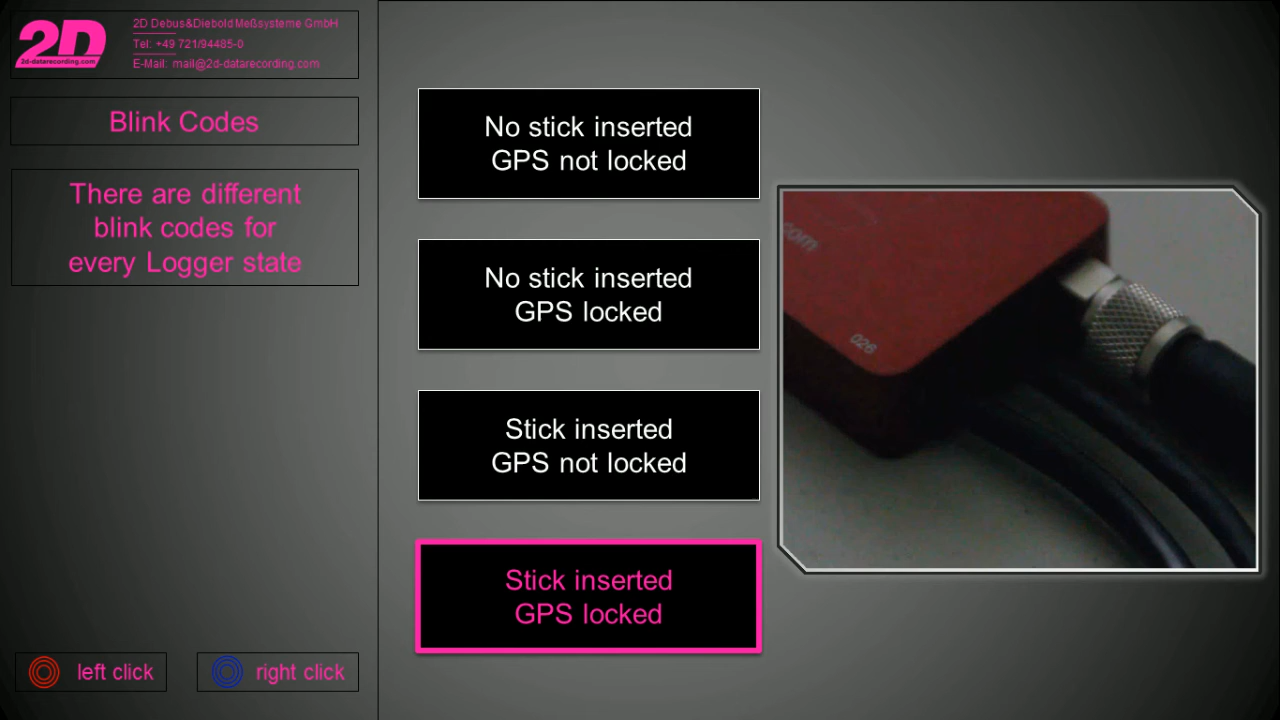 2D
2d-datarecording.com
2D Debus&Diebold Meßsysteme GmbH
Tel: +49 721/94485-0
E-Mail: mail@2d-datarecording.com
Blink Codes
There are different
blink codes for
every Logger state
left click
right click
No stick inserted
GPS not locked
No stick inserted
GPS locked
Stick inserted
GPS not locked
Stick inserted
GPS locked
com
026